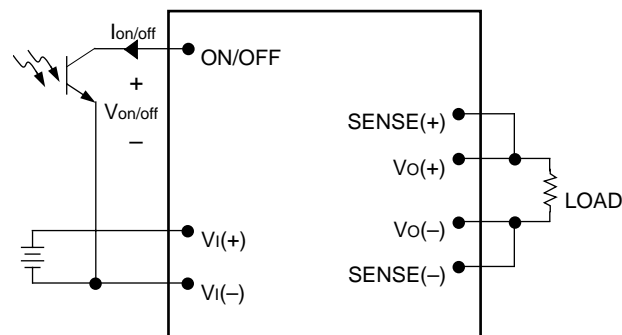 Ion/off
ON/OFF
+
Von/off
–
SENSE(+)
VO(+)
LOAD
VI(+)
VO(–)
SENSE(–)
VI(–)